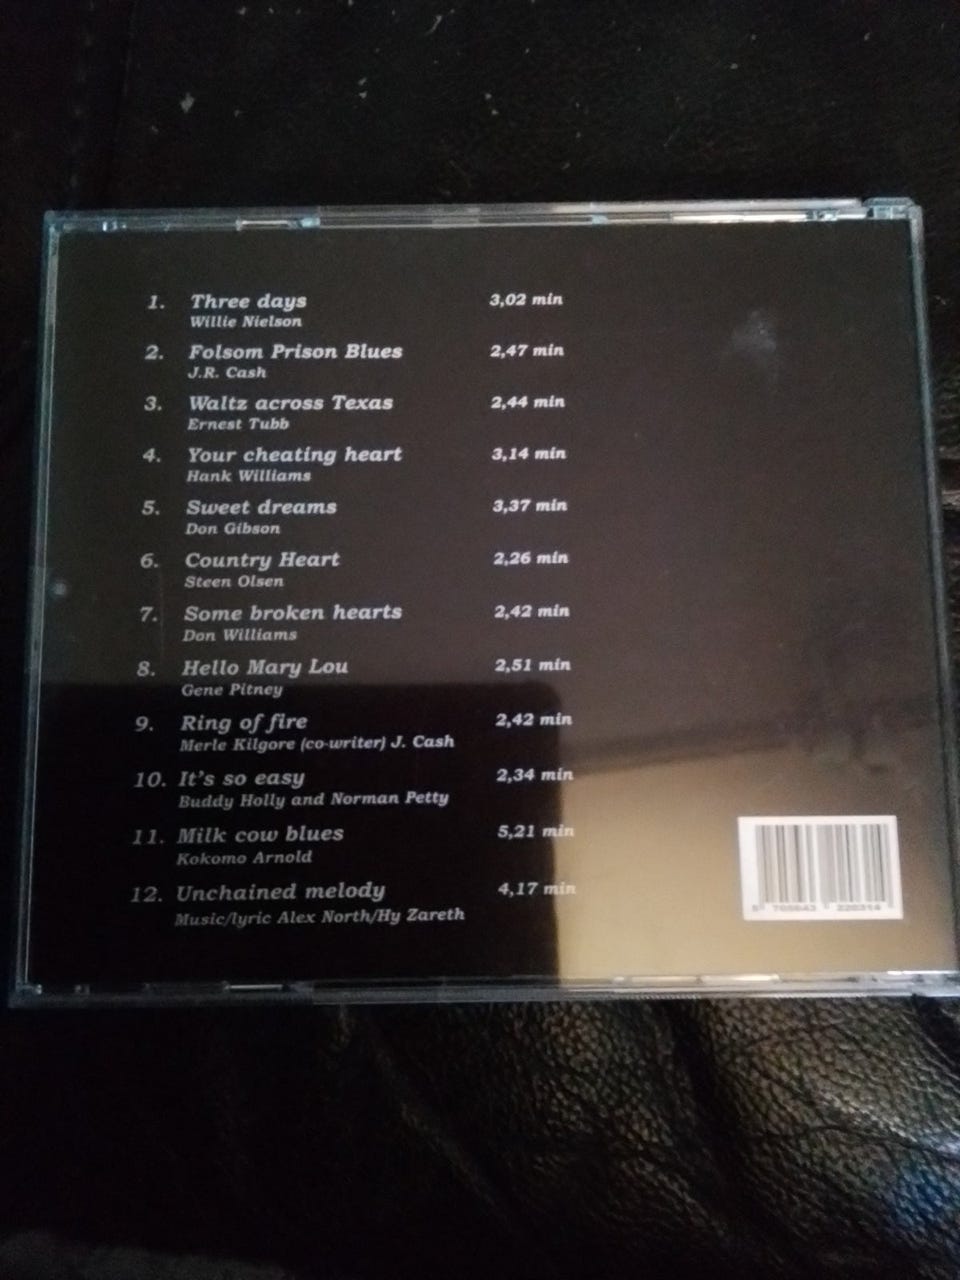 1. Three days 3,02 min
Willie Nielson
2. Folsom Prison Blues 2,47 min
J.R. Cash
3. Waltz across Texas 2,44 min
Ernest Tubb
4. Your cheating heart 3,14 min
Hank Williams
5. Sweet dreams 3,37 min
Don Gibson
6. Country Heart 2,26 min
Steen Olsen
7. Some broken hearts 2,42 min
Don Williams
8. Hello Mary Lou 2,51 min
Gene Pitney
9. Ring of fire 2,42 min
Merle Kilgore (co-writer) J. Cash
10. It's so easy 2,34 min
Buddy Holly and Norman Petty
11. Milk cow blues 5,21 min
Kokomo Arnold
12. Unchained melody 4,17 min
Music/lyric Alex North/Hy Zareth